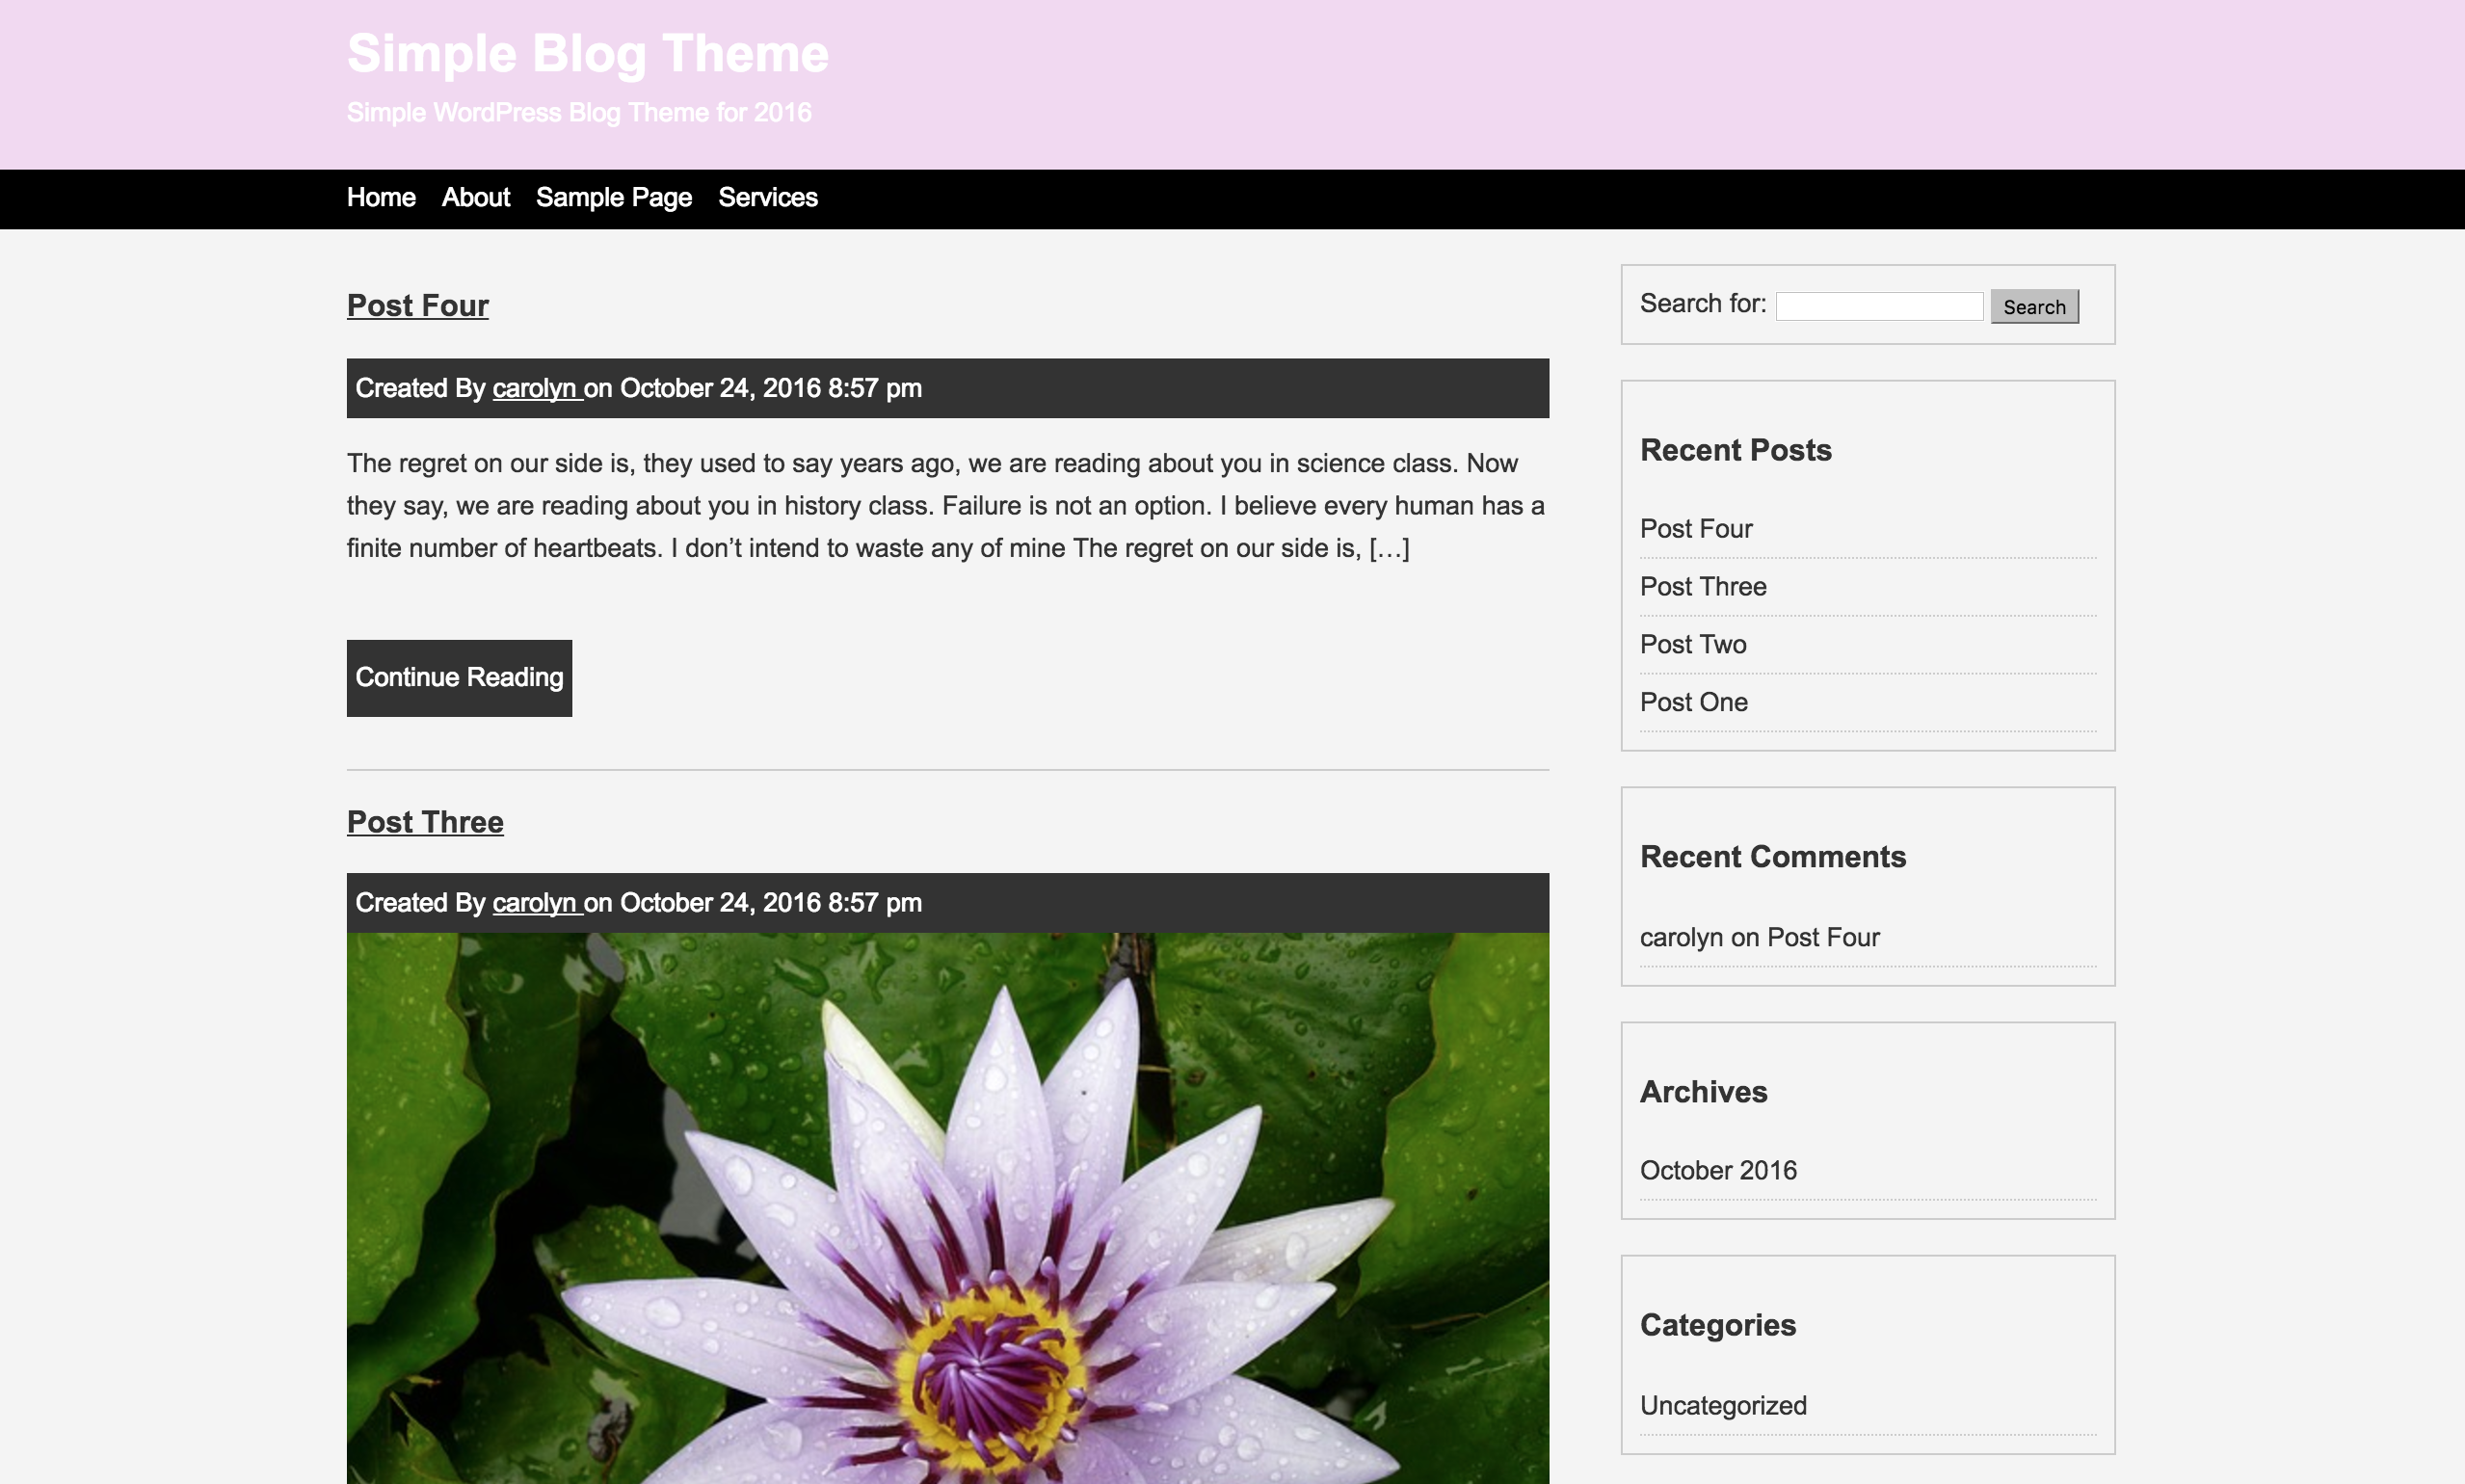 Simple Blog Theme
Simple WordPress Blog Theme for 2016
Home About Sample Page Services
Post Four
Created By carolyn on October 24, 2016 8:57 pm
The regret on our side is, they used to say years ago, we are reading about you in science class. Now
they say, we are reading about you in history class. Failure is not an option. I believe every human has a
finite number of heartbeats. I don’t intend to waste any of mine The regret on our side is, […]
Continue Reading
Post Three
Created By carolyn on October 24, 2016 8:57 pm
Search for: Search
Recent Posts
Post Four
Post Three
Post Two
Post One
Recent Comments
carolyn on Post Four
Archives
October 2016
Categories
Uncategorized